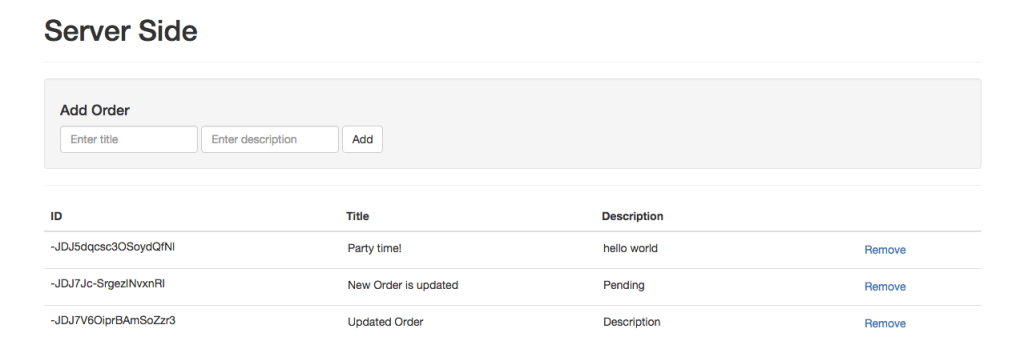 Server Side
Add Order
Enter title Enter description Add
ID Title Description
-JDJ5dqcsc3OSoydQfNl Party time! hello world Remove
-JDJ7Jc-SrgezlNvxnRI New Order is updated Pending Remove
-JDJ7V6OiprBAmSoZzr3 Updated Order Description Remove